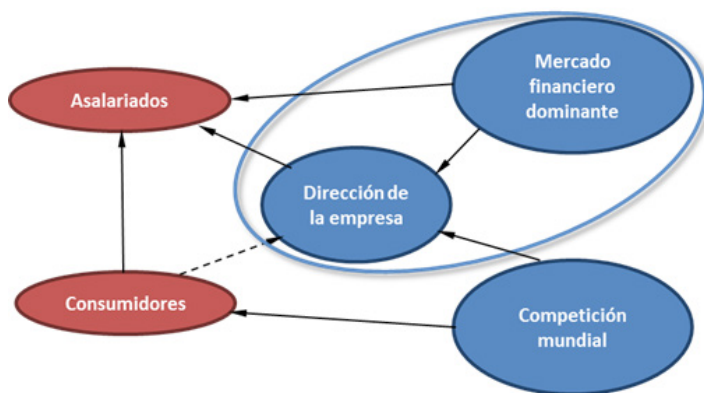 Mercado
financiero
dominante
Asalariados
Dirección de
la empresa
Consumidores
Competición
mundial